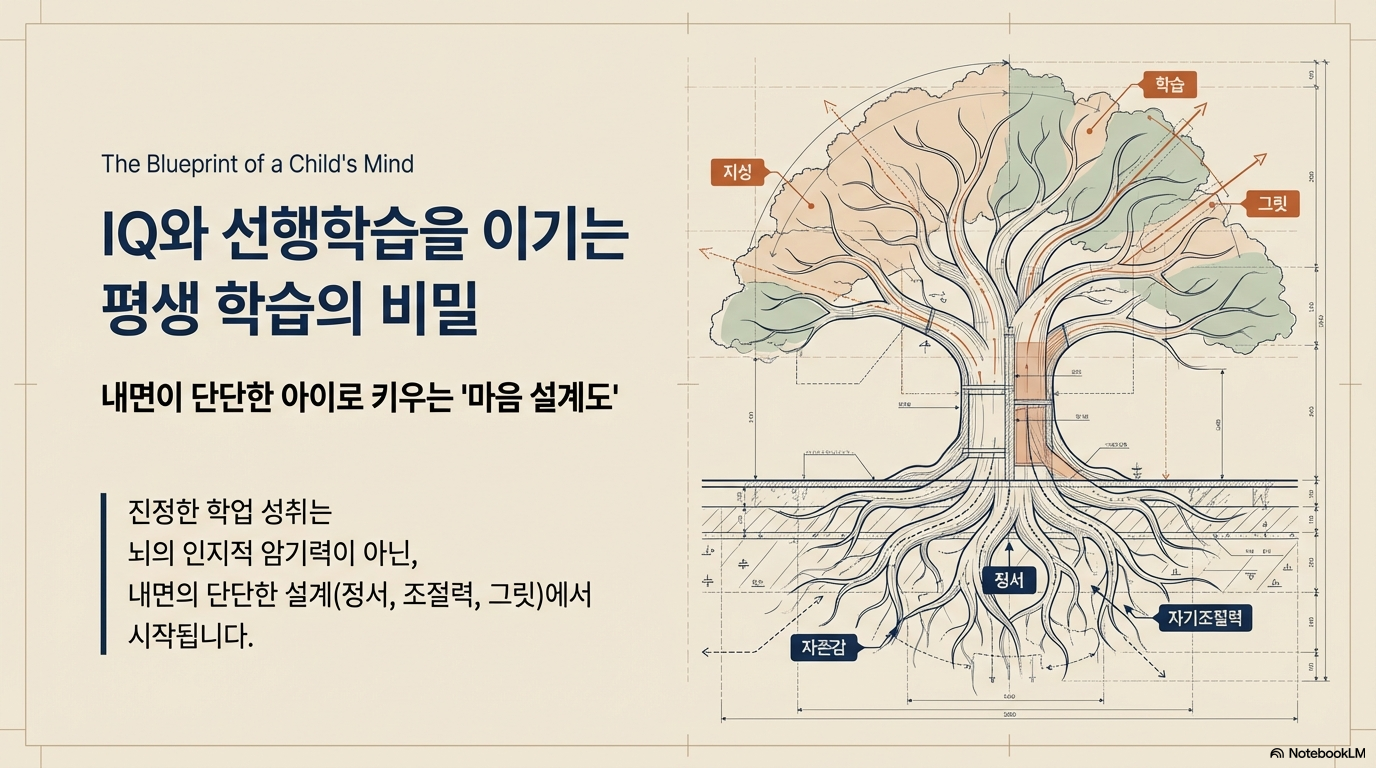 The Blueprint of a Child's Mind
IQ와 선행학습을 이기는
평생 학습의 비밀
내면이 단단한 아이로 키우는 '마음 설계도'
진정한 학업 성취는
뇌의 인지적 암기력이 아닌,
내면의 단단한 설계(정서, 조절력, 그릿)에서
시작됩니다.
학습
지성
그릿
정서
자기조절력
자존감
NotebookLM